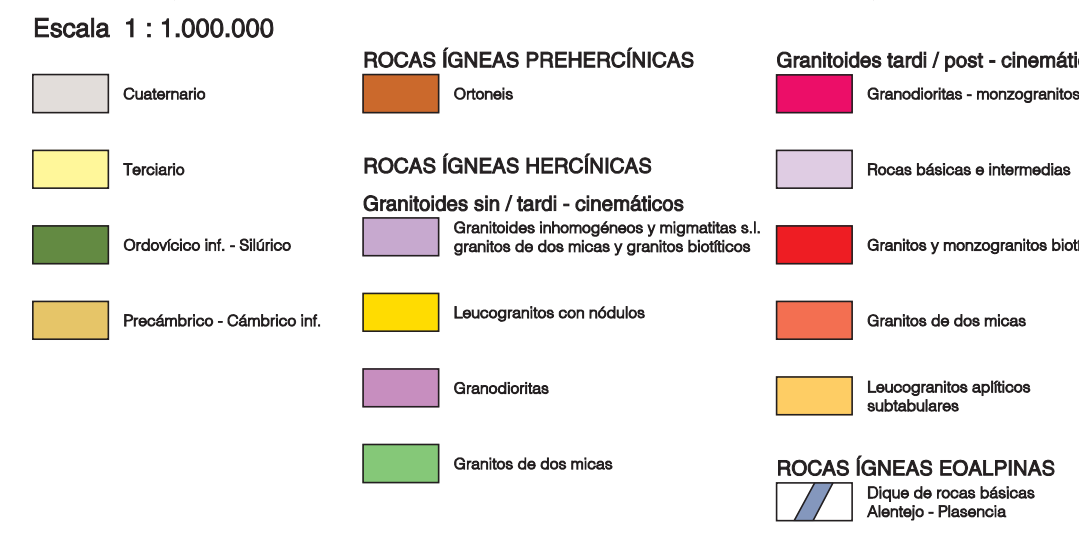 Escala 1 : 1.000.000
Cuaternario
Terciario
Ordovícico inf. - Silúrico
Precámbrico - Cámbrico inf.
ROCAS ÍGNEAS PREHERCÍNICAS
Ortoneis
ROCAS ÍGNEAS HERCÍNICAS
Granitoides sin / tardi - cinemáticos
Granitoides inhomogéneos y migmatitas s.l.
granitos de dos micas y granitos biotíticos
Leucogranitos con nódulos
Granodioritas
Granitos de dos micas
Granitoides tardi / post -
Granodioritas - monzogranitos
Rocas básicas e intermedias
Granitos y monzogranitos
Granitos de dos micas
Leucogranitos aplíticos
subtabulares
ROCAS ÍGNEAS EOALPINAS
Dique de rocas básicas
Alentejo - Plasencia